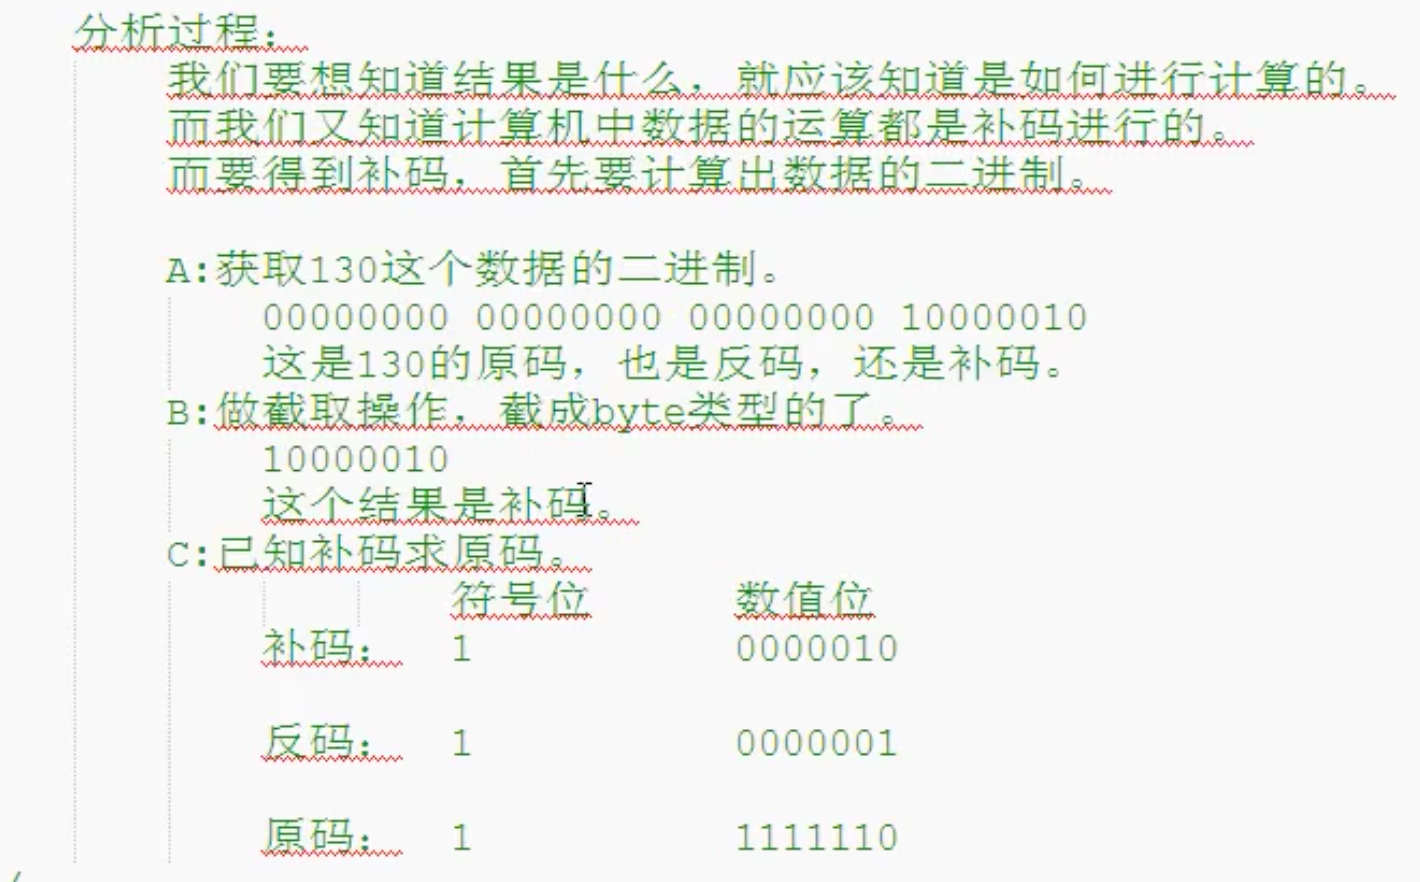 分析过程：
我们要想知道结果是什么，就应该知道是如何进行计算的。
而我们又知道计算机中数据的运算都是补码进行的。
而要得到补码，首先要计算出数据的二进制。
A:获取130这个数据的二进制。
00000000 00000000 00000000 10000010
这是130的原码，也是反码，还是补码。
B:做截取操作，截成byte类型的了。
10000010
这个结果是补码。
C:已知补码求原码。
符号位 数值位
补码： 1 0000010
反码： 1 0000001
原码： 1 1111110